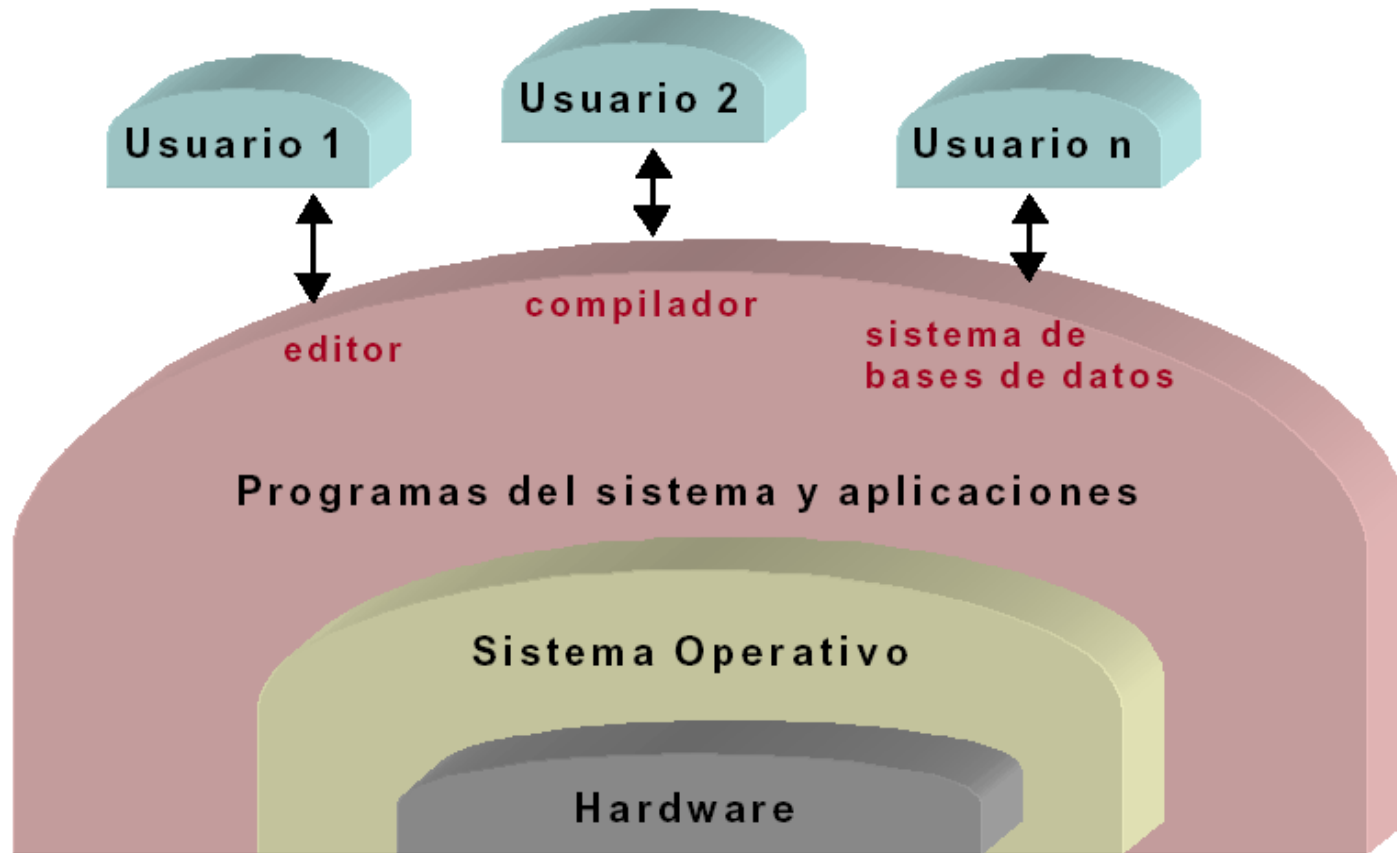 Usuario 1
Usuario 2
Usuario n
editor
compilador
sistema de
bases de datos
Programas del sistema y aplicaciones
Sistema Operativo
Hardware